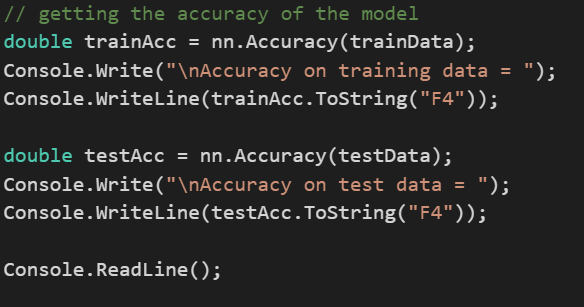 // getting the accuracy of the model
double trainAcc = nn.Accuracy(trainData);
Console.Write("\nAccuracy on training data = ");
Console.WriteLine(trainAcc.ToString("F4"));
double testAcc = nn.Accuracy(testData);
Console.Write("\nAccuracy on test data = ");
Console.WriteLine(testAcc.ToString("F4"));
Console.ReadLine();